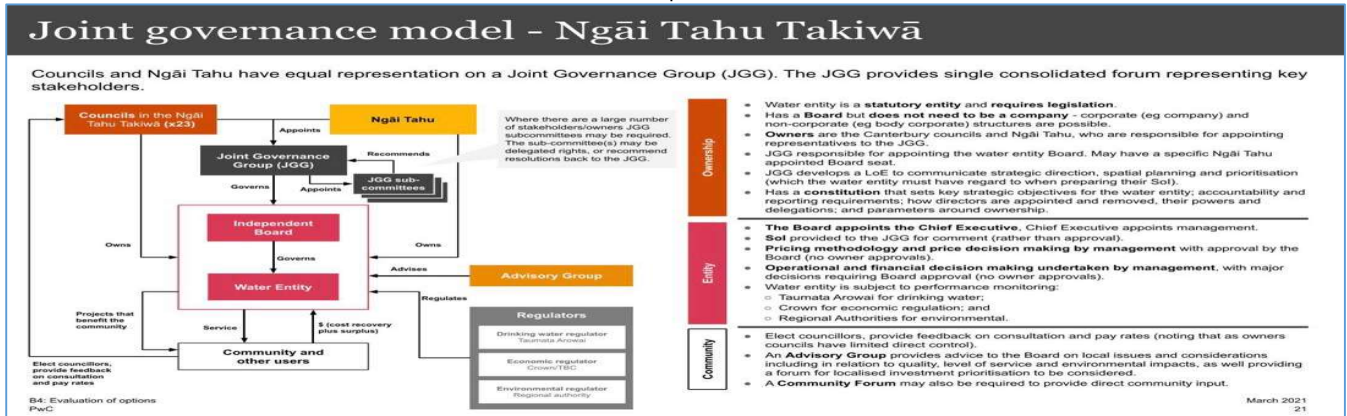 Joint governance model - Ngāi Tahu Takiwā
Councils and Ngāi Tahu have equal representation on a Joint Governance Group (JGG). The JGG provides single consolidated forum representing key
stakeholders.
Councils in the Ngāi
Tahu Takiwā (x23)
Ngāi Tahu
Appoints
Joint Governance
Group (JGG)
Recommends
Governs
Appoints
JGG sub-
committees
Where there are a large number
of stakeholders/owners JGG
subcommittees may be required.
The sub-committee(s) may be
delegated rights, or recommend
resolutions back to the JGG.
Independent
Board
Owns
Owns
Governs
Advises
Advisory Group
Water Entity
Regulates
Regulators
Drinking water regulator
Taumata Arowai
Economic regulator
Crown/TBC
Environmental regulator
Regional authority
Projects that
benefit the
community
Service
$ (cost recovery
plus surplus)
Community and
other users
Elect councillors,
provide feedback
on consultation
and pay rates
Ownership
• Water entity is a statutory entity and requires legislation.
• Has a Board but does not need to be a company - corporate (eg company) and
non-corporate (eg body corporate) structures are possible.
• Owners are the Canterbury councils and Ngāi Tahu, who are responsible for appointing
representatives to the JGG.
• JGG responsible for appointing the water entity Board. May have a specific Ngāi Tahu
appointed Board seat.
• JGG develops a LoE to communicate strategic direction, spatial planning and prioritisation
(which the water entity must have regard to when preparing their SoI).
• Has a constitution that sets key strategic objectives for the water entity; accountability and
reporting requirements; how directors are appointed and removed, their powers and
delegations; and parameters around ownership.
Entity
• The Board appoints the Chief Executive, Chief Executive appoints management.
• SoI provided to the JGG for comment (rather than approval).
• Pricing methodology and price decision making by management with approval by the
Board (no owner approvals).
• Operational and financial decision making undertaken by management, with major
decisions requiring Board approval (no owner approvals).
• Water entity is subject to performance monitoring:
○ Taumata Arowai for drinking water;
○ Crown for economic regulation; and
○ Regional Authorities for environmental.
Community
• Elect councillors, provide feedback on consultation and pay rates (noting that as owners
councils have limited direct control).
• An Advisory Group provides advice to the Board on local issues and considerations
including in relation to quality, level of service and environmental impacts, as well providing
a forum for localised investment prioritisation to be considered.
• A Community Forum may also be required to provide direct community input.
B4: Evaluation of options
PwC
March 2021
21